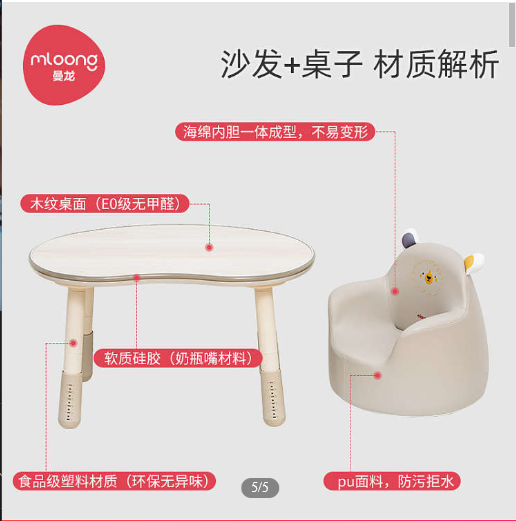 mloong
曼龙
沙发+桌子 材质解析
海绵内胆一体成型，不易变形
木纹桌面（E0级无甲醛）
软质硅胶（奶瓶嘴材料）
食品级塑料材质（环保无异味）
5/5
pu面料，防污拒水